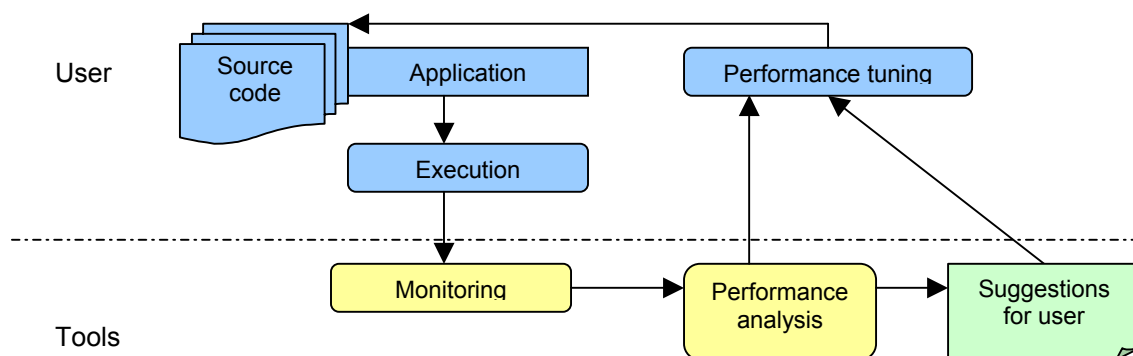 User
Source
code
Application
Performance tuning
Execution
Monitoring
Performance
analysis
Suggestions
for user
Tools